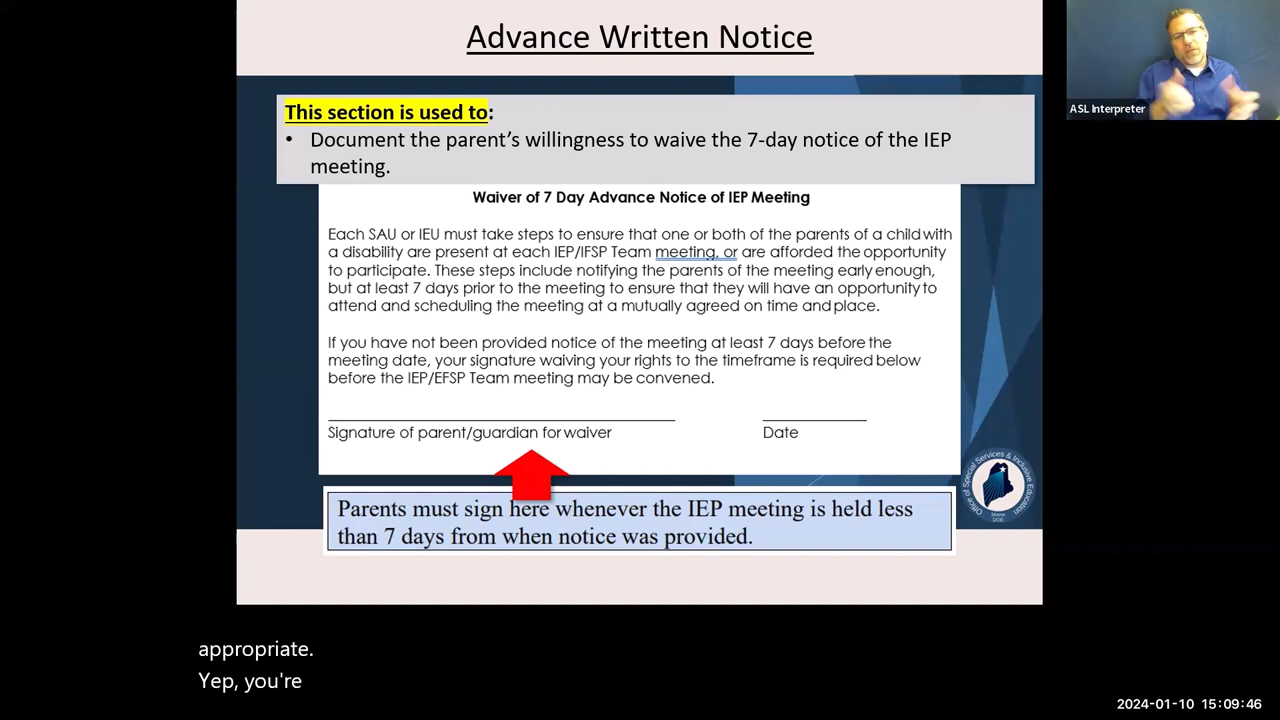 Advance Written Notice
This section is used to:
• Document the parent's willingness to waive the 7-day notice of the IEP
meeting.
Waiver of 7 Day Advance Notice of IEP Meeting
Each SAU or IEU must take steps to ensure that one or both of the parents of a child with
a disability are present at each IEP/IFSP Team meeting, or are afforded the opportunity
to participate. These steps include notifying the parents of the meeting early enough,
but at least 7 days prior to the meeting to ensure that they will have an opportunity to
attend and scheduling the meeting at a mutually agreed on time and place.
If you have not been provided notice of the meeting at least 7 days before the
meeting date, your signature waiving your rights to the timeframe is required below
before the IEP/EFSP Team meeting may be convened.
Signature of parent/guardian for waiver
Date
Parents must sign here whenever the IEP meeting is held less
than 7 days from when notice was provided.
Office of Special Services & Inclusive Education
Maine
DOE
ASL Interpreter
appropriate.
Yep, you're
2024-01-10 15:09:46